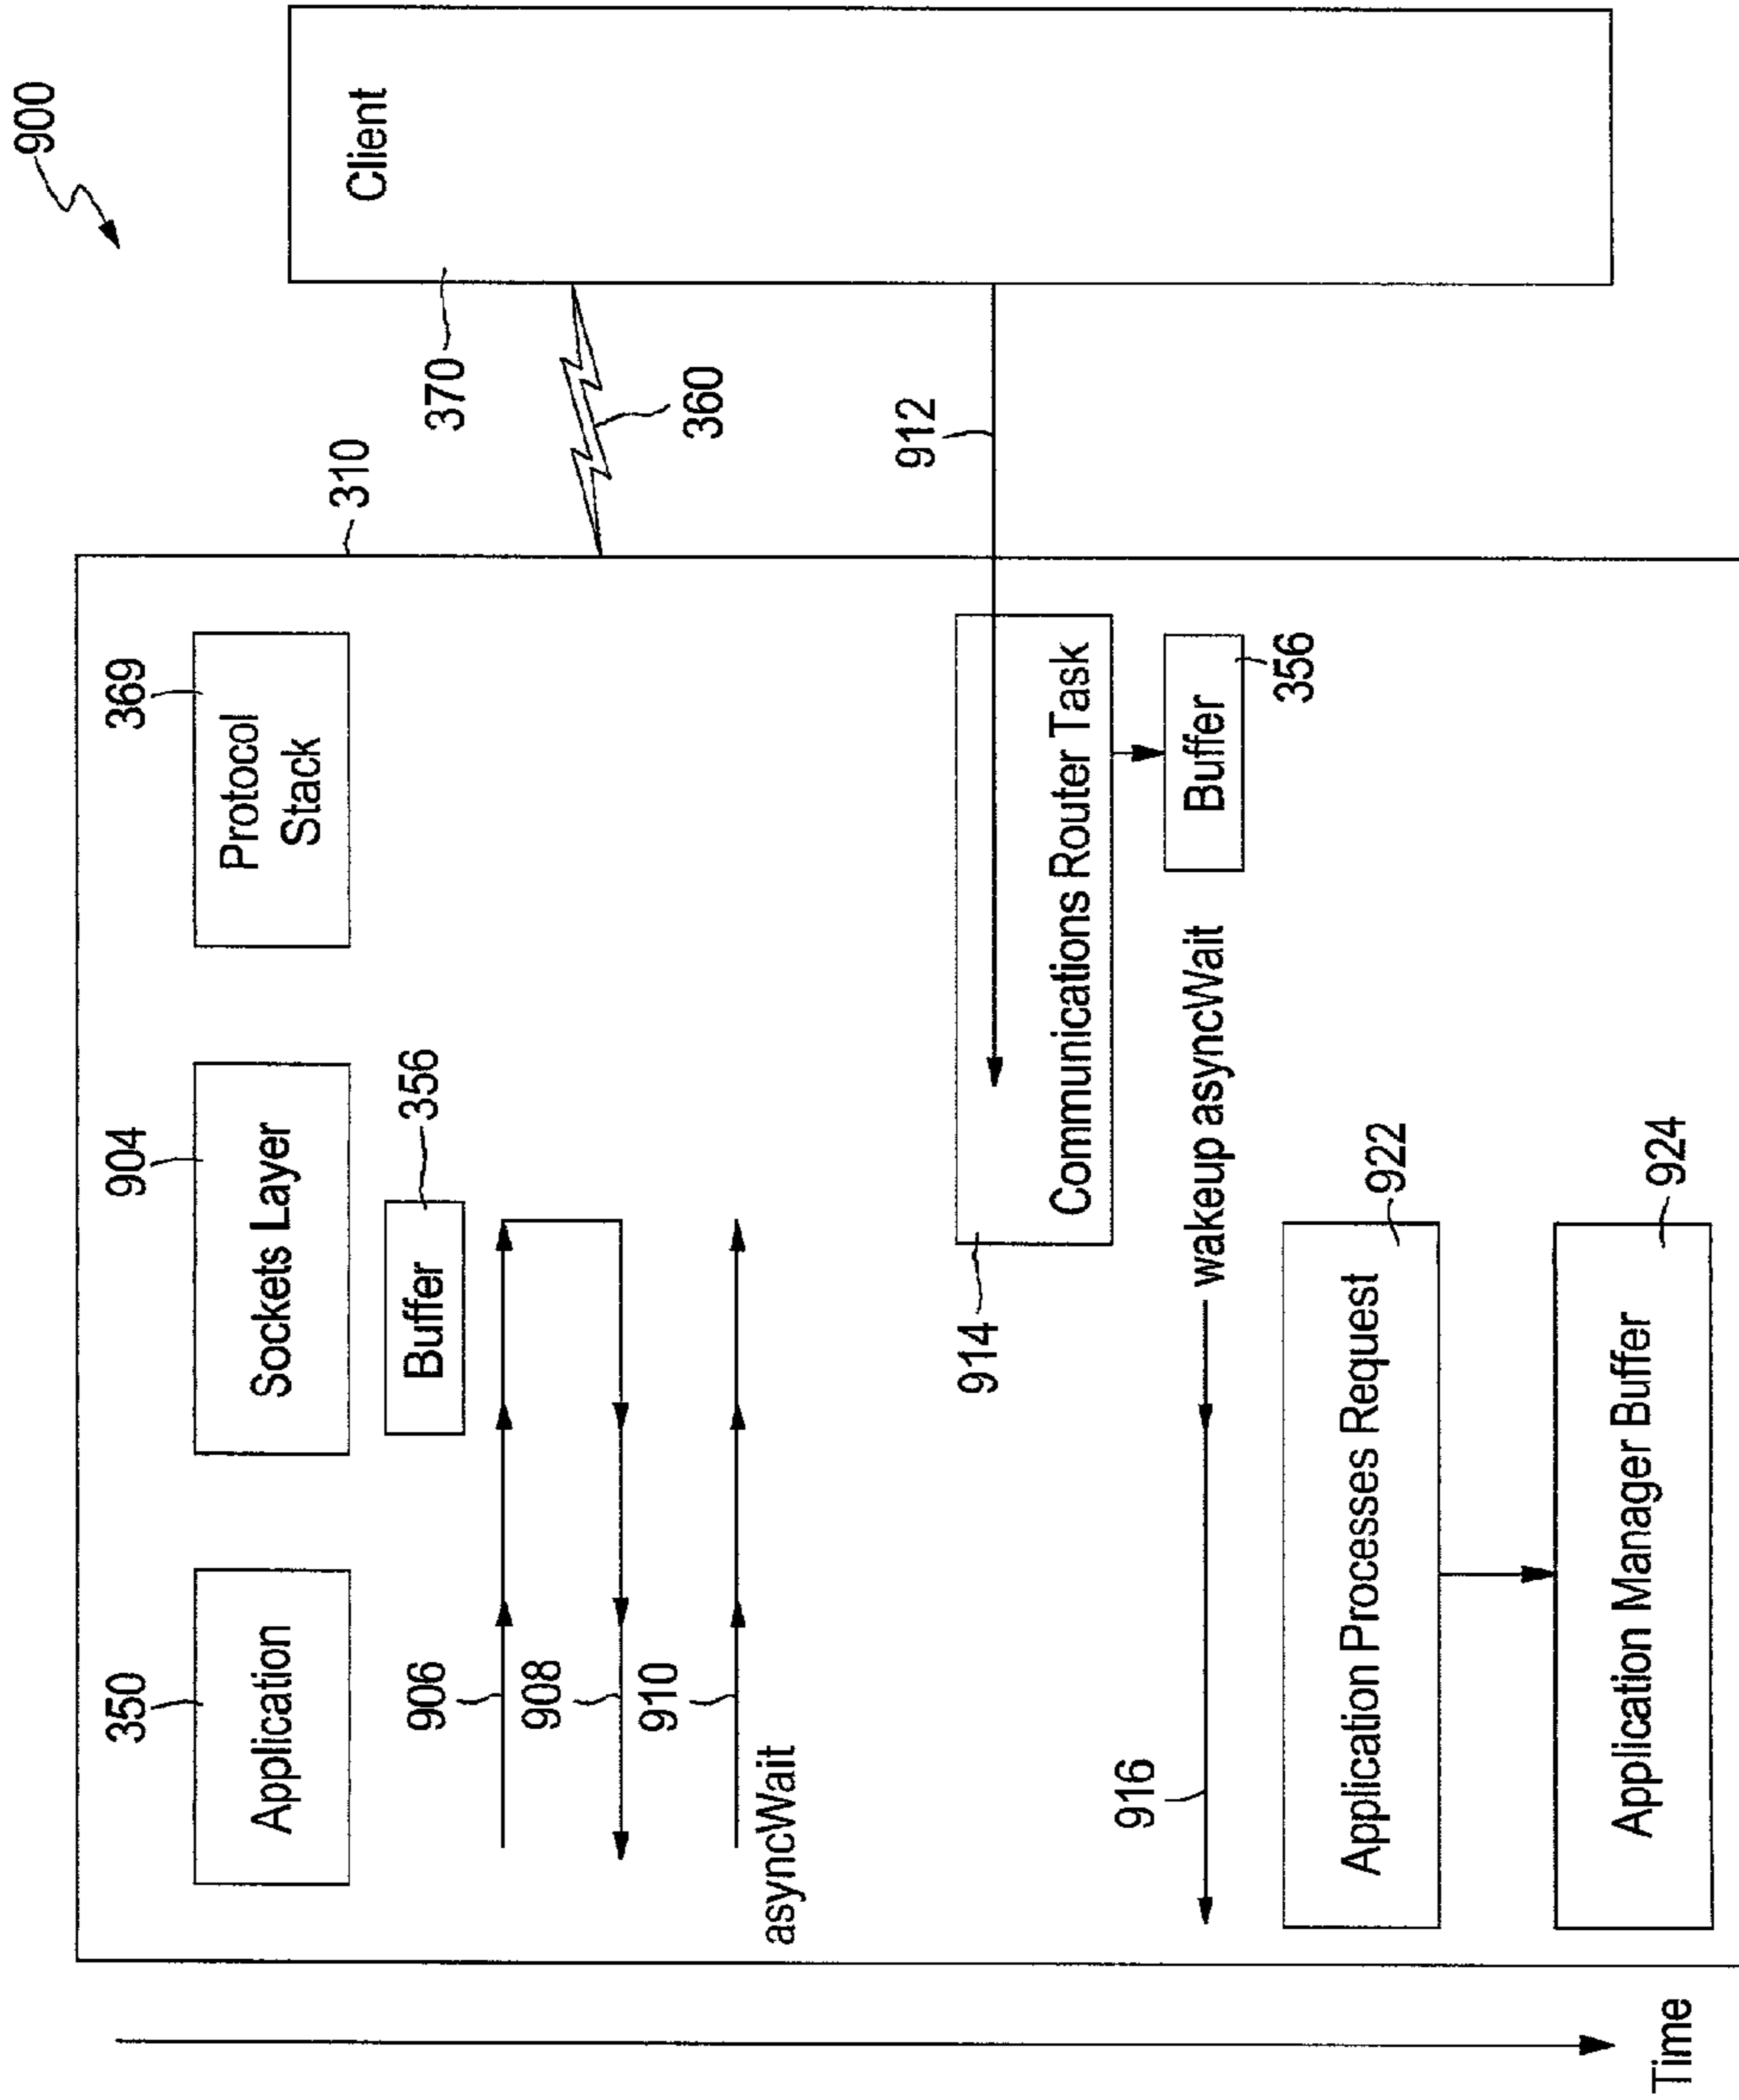 900
350
904
369
310
Application
Sockets Layer
Protocol
Stack
370
Client
Buffer
356
906
908
360
910
asyncWait
912
914
Communications Router Task
916
wakeup asyncWait
Buffer
356
Application Processes Request
922
Application Manager Buffer
924
Time